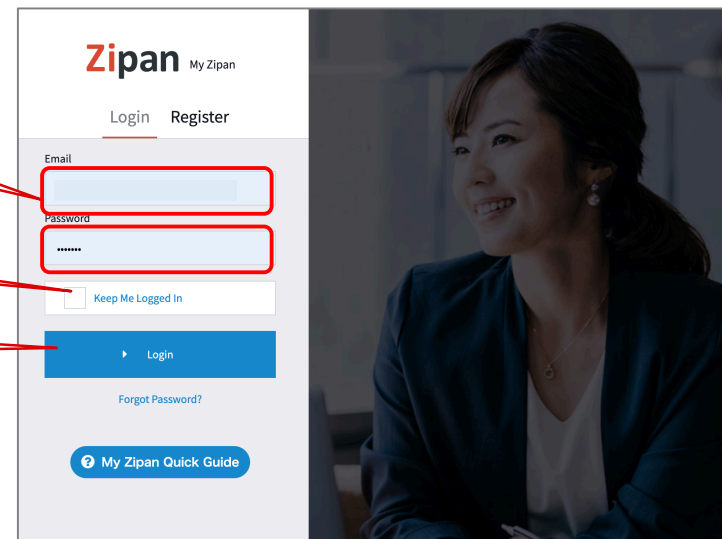 Zipan My Zipan
Login Register
Email
Password
•••••••
Keep Me Logged In
Login
Forgot Password?
? My Zipan Quick Guide